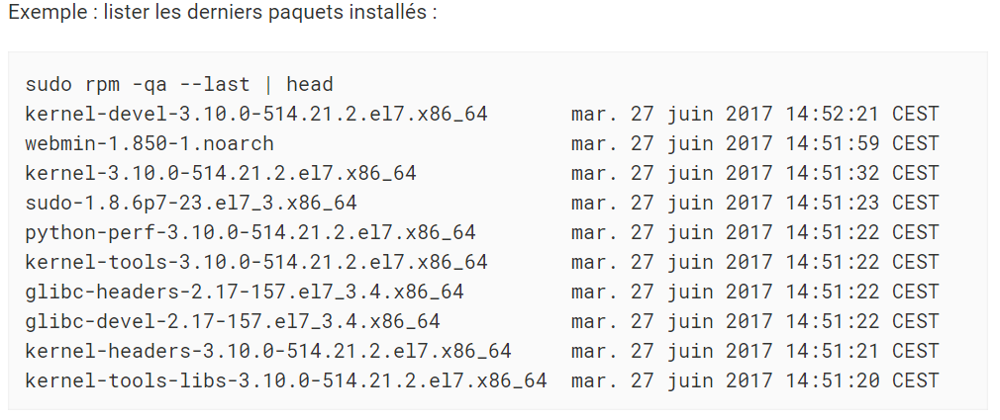 Exemple : lister les derniers paquets installés :
sudo rpm -qa --last | head
kernel-devel-3.10.0-514.21.2.el7.x86_64       mar. 27 juin 2017 14:52:21 CEST
webmin-1.850-1.noarch                         mar. 27 juin 2017 14:51:59 CEST
kernel-3.10.0-514.21.2.el7.x86_64             mar. 27 juin 2017 14:51:32 CEST
sudo-1.8.6p7-23.el7_3.x86_64                  mar. 27 juin 2017 14:51:23 CEST
python-perf-3.10.0-514.21.2.el7.x86_64        mar. 27 juin 2017 14:51:22 CEST
kernel-tools-3.10.0-514.21.2.el7.x86_64       mar. 27 juin 2017 14:51:22 CEST
glibc-headers-2.17-157.el7_3.4.x86_64         mar. 27 juin 2017 14:51:22 CEST
glibc-devel-2.17-157.el7_3.4.x86_64           mar. 27 juin 2017 14:51:22 CEST
kernel-headers-3.10.0-514.21.2.el7.x86_64     mar. 27 juin 2017 14:51:21 CEST
kernel-tools-libs-3.10.0-514.21.2.el7.x86_64  mar. 27 juin 2017 14:51:20 CEST